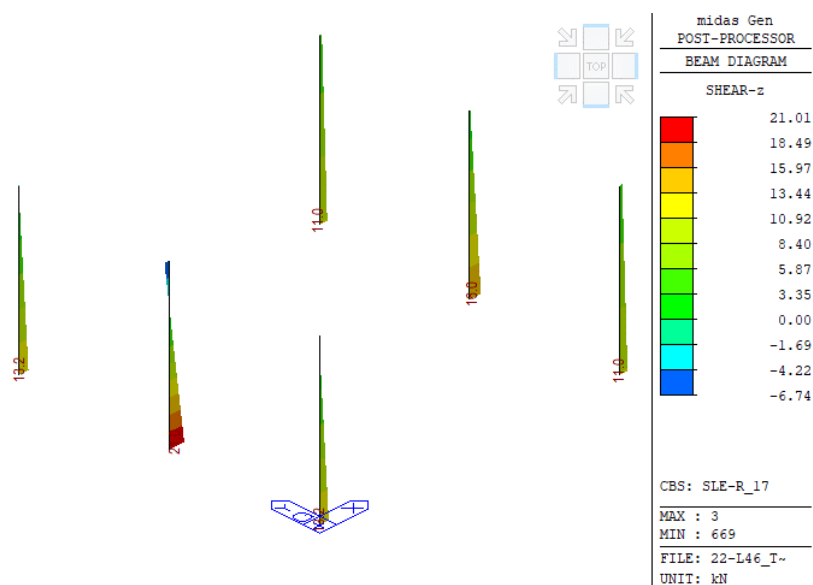 midas Gen
POST-PROCESSOR
BEAM DIAGRAM
SHEAR-z
21.01
18.49
15.97
13.44
10.92
8.40
5.87
3.35
0.00
-1.69
-4.22
-6.74
CBS: SLE-R_17
MAX : 3
MIN : 669
FILE: 22-L46_T~
UNIT: kN
TOP
11.0
16.0
13.2
11.0
2
Y
X